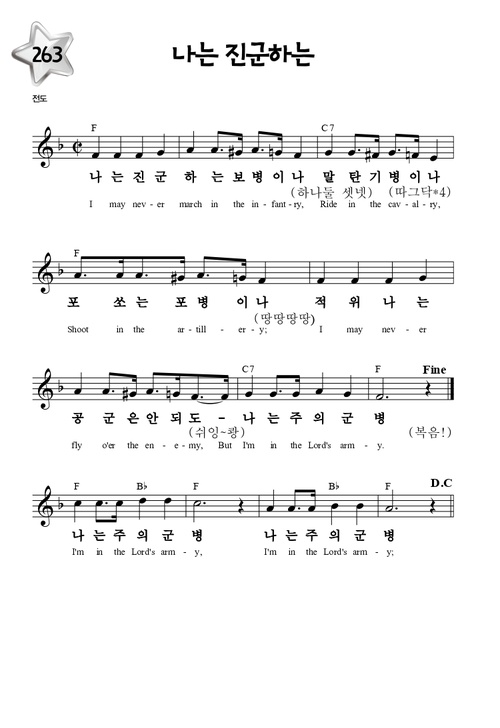 263
나는 진군하는
전도
F C7
나 는 진 군 하 는 보 병 이 나 말 탄 기 병 이 나
(하나둘 셋넷) (따그닥*4)
I may nev - er march in the in - fant - ry, Ride in the cav - al - ry,
F
포 쏘 는 포 병 이 나 적 위 나 는
(땅땅땅땅)
Shoot in the ar - till - er - y; I may nev - er
C7 F Fine
공 군 은 안 되 도 - 나 는 주 의 군 병
(쉬잉~쾅) (복음!)
fly o'er the en - e - my, But I'm in the Lord's arm - y.
F B♭ F F B♭ F D.C
나 는 주 의 군 병 나 는 주 의 군 병
I'm in the Lord's arm - y, I'm in the Lord's arm - y;